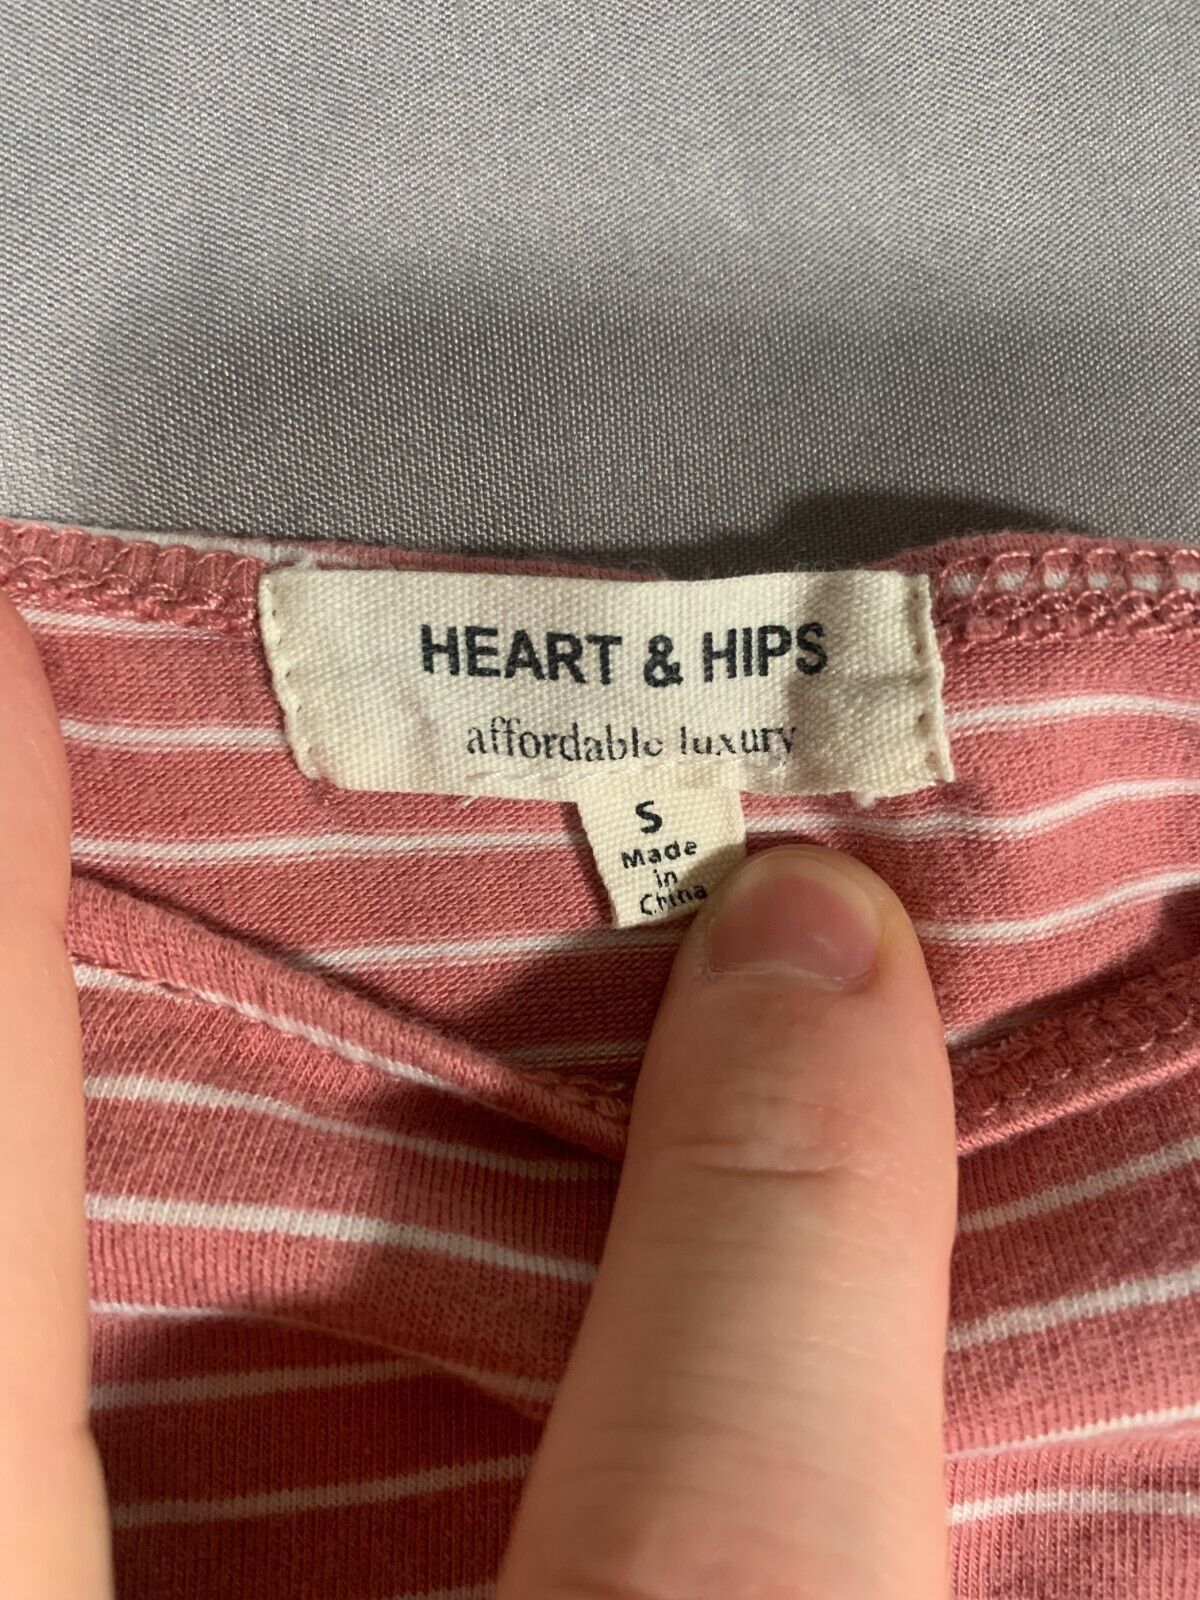 HEART & HIPS
affordable luxury
S
Made
in
China